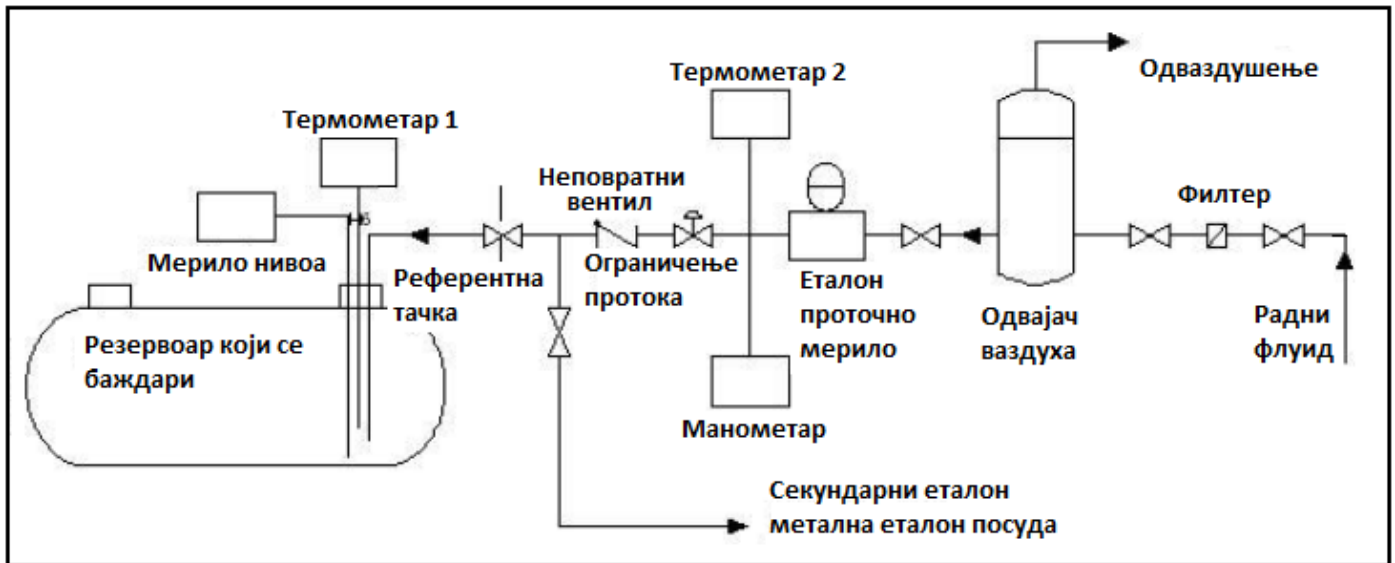 Термометар 2
Одваздушење
Термометар 1
Неповратни
вентил
Филтер
Мерило нивоа
Референтна
тачка
Ограничење
протока
Еталон
проточно
мерило
Одвајач
ваздуха
Радни
флуид
Резервоар који се
баждари
Манометар
Секундарни еталон
метална еталон посуда